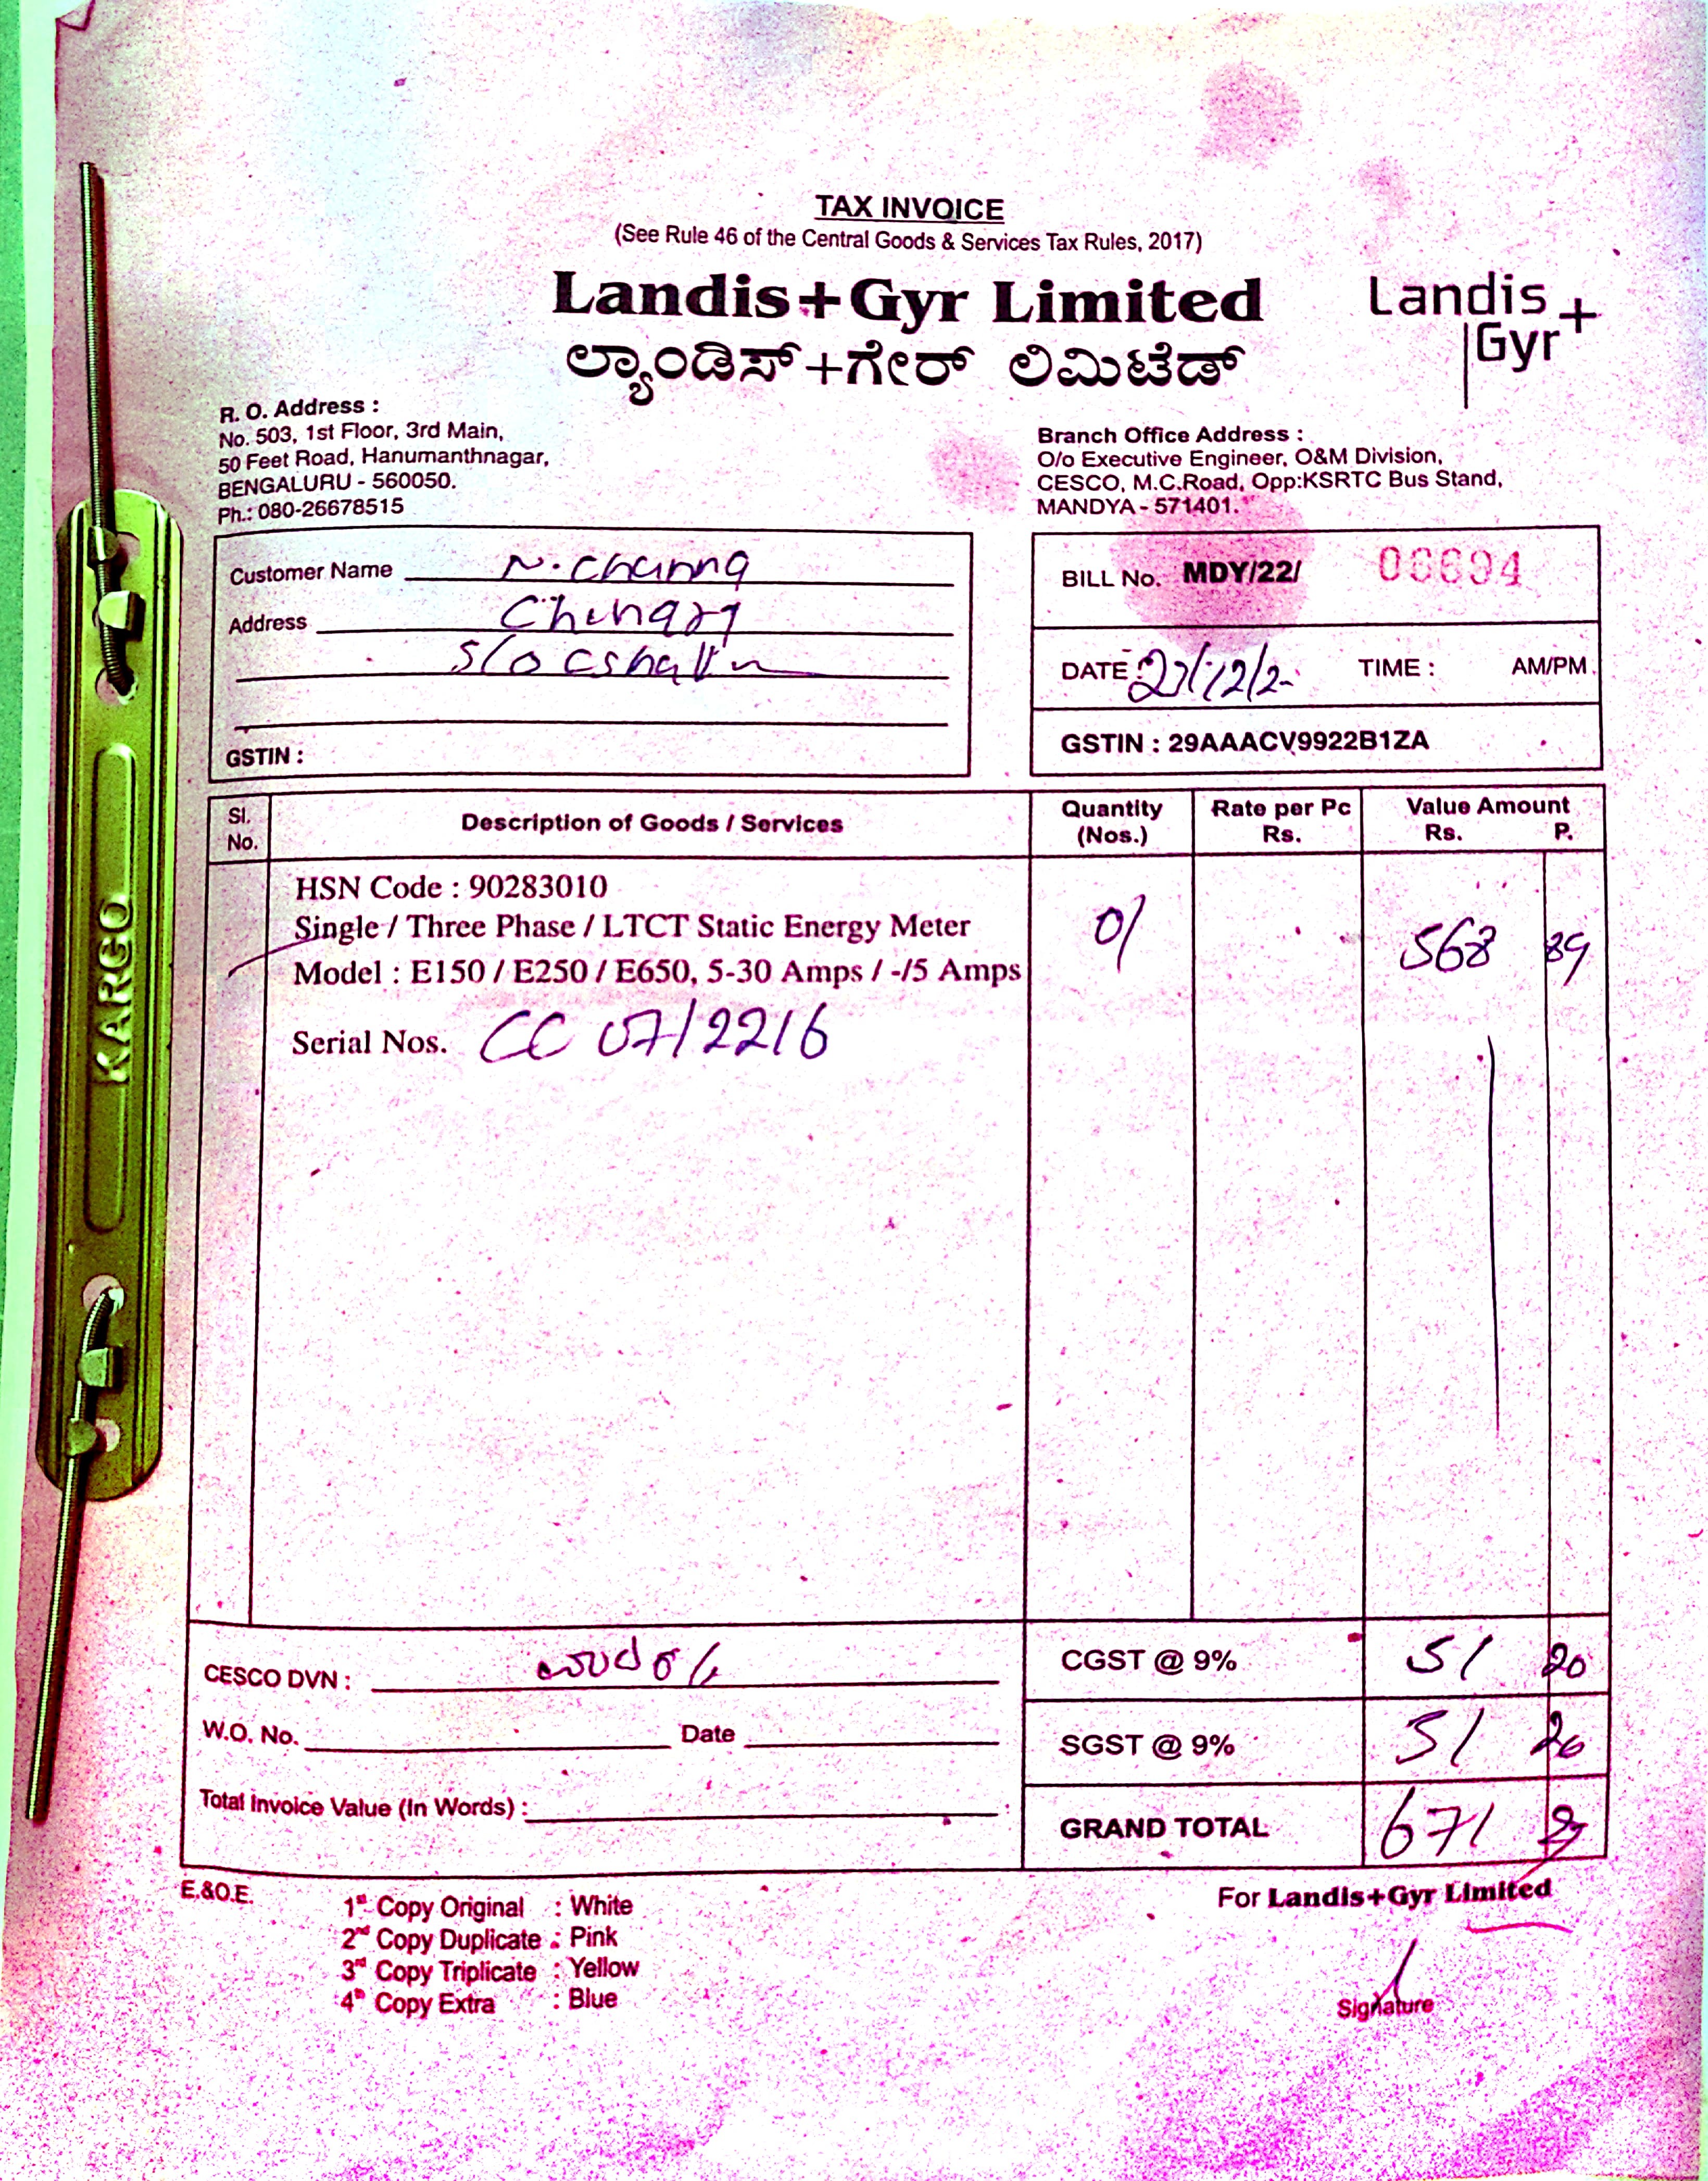 TAX INVOICE
(See Rule 46 of the Central Goods & Services Tax Rules, 2017)
Landis+Gyr Limited
ಲ್ಯಾಂಡಿಸ್+ಗೇರ್ ಲಿಮಿಟೆಡ್
Landis+
Gyr
R. O. Address :
No. 503, 1st Floor, 3rd Main,
50 Feet Road, Hanumanthnagar,
BENGALURU - 560050.
Ph.: 080-26678515
Branch Office Address :
O/o Executive Engineer, O&M Division,
CESCO, M.C.Road, Opp:KSRTC Bus Stand,
MANDYA - 571401.
Customer Name N.
Address
S/o
GSTIN :
BILL No. MDY/22/ 06694
DATE : TIME : AM/PM.
GSTIN : 29AAACV9922B1ZA
Sl. No. Description of Goods / Services Quantity (Nos.) Rate per Pc Rs. Value Amount Rs. P.
HSN Code : 90283010
Single / Three Phase / LTCT Static Energy Meter 01 568 89
Model : E150 / E250 / E650, 5-30 Amps / -/5 Amps
Serial Nos. CC 0712216
CESCO DVN :
CGST @ 9% 51 20
W.O. No. Date
SGST @ 9% 51 20
Total Invoice Value (In Words) :
GRAND TOTAL 671
E.&O.E.
1st Copy Original : White
2nd Copy Duplicate : Pink
3rd Copy Triplicate : Yellow
4th Copy Extra : Blue
For Landis+Gyr Limited
Signature
KARGO